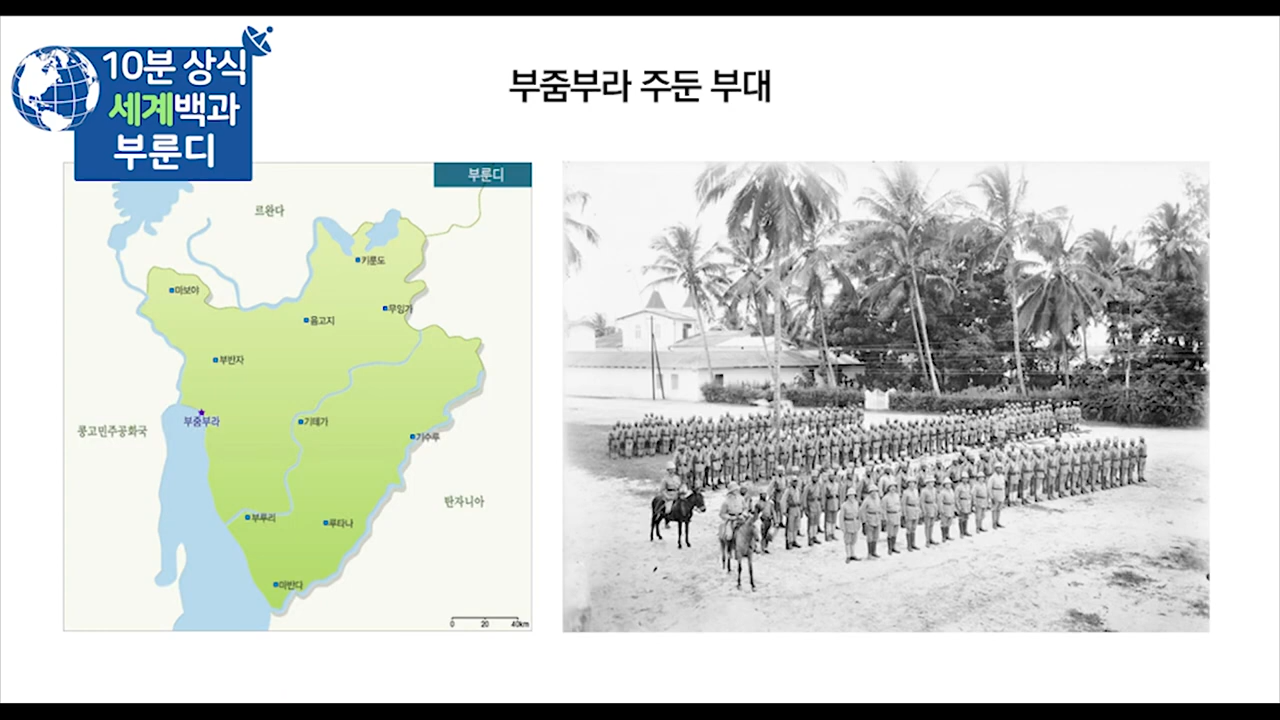 10분 상식
세계백과
부룬디
부줌부라 주둔 부대
부룬디
르완다
키룬도
마보야
무잉가
음고지
부반자
부줌부라
콩고민주공화국
기테가
기수루
탄자니아
부루리
루타나
마반다
0 20 40km